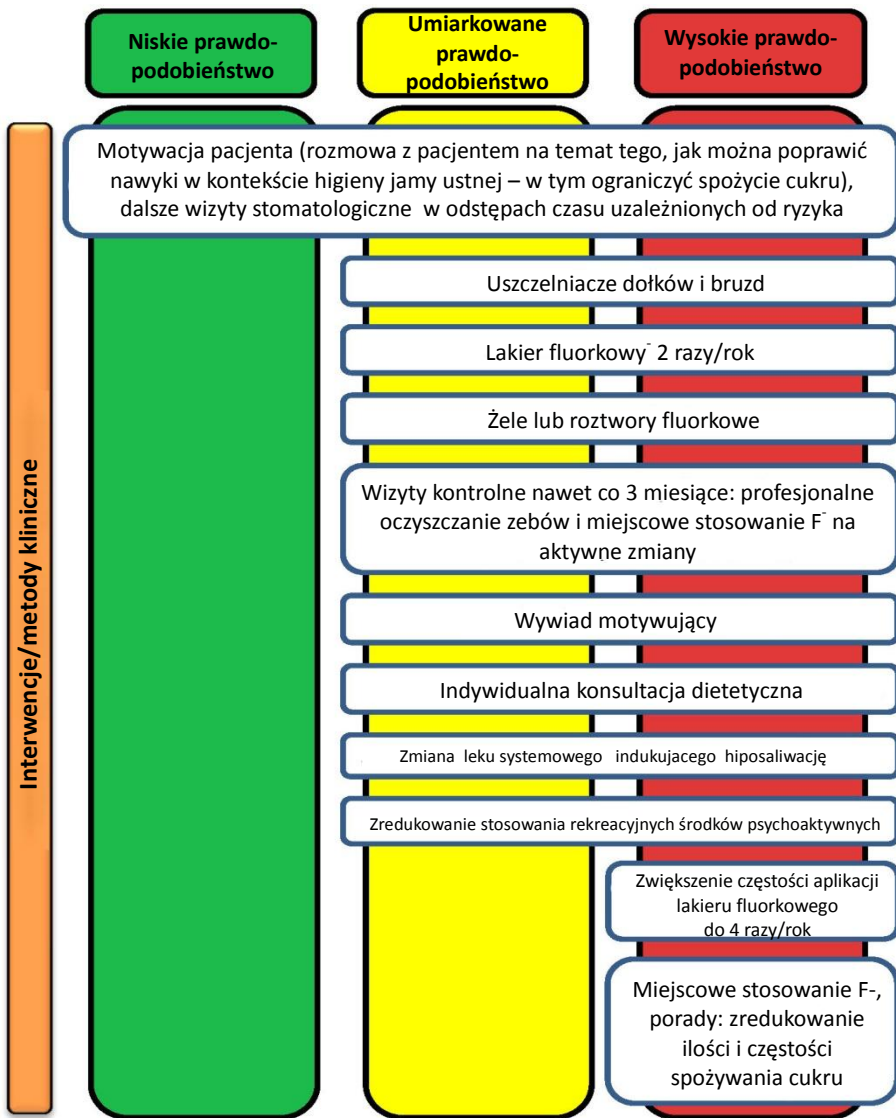 Niskie prawdo-
podobieństwo
Umiarkowane
prawdo-
podobieństwo
Wysokie prawdo-
podobieństwo
Interwencje/metody kliniczne
Motywacja pacjenta (rozmowa z pacjentem na temat tego, jak można poprawić
nawyki w kontekście higieny jamy ustnej – w tym ograniczyć spożycie cukru),
dalsze wizyty stomatologiczne w odstępach czasu uzależnionych od ryzyka
Uszczelniacze dołków i bruzd
Lakier fluorkowy⁻ 2 razy/rok
Żele lub roztwory fluorkowe
Wizyty kontrolne nawet co 3 miesiące: profesjonalne
oczyszczanie zebów i miejscowe stosowanie F⁻ na
aktywne zmiany
Wywiad motywujący
Indywidualna konsultacja dietetyczna
Zmiana leku systemowego indukujacego hiposaliwację
Zredukowanie stosowania rekreacyjnych środków psychoaktywnych
Zwiększenie częstości aplikacji
lakieru fluorkowego
do 4 razy/rok
Miejscowe stosowanie F-,
porady: zredukowanie
ilości i częstości
spożywania cukru